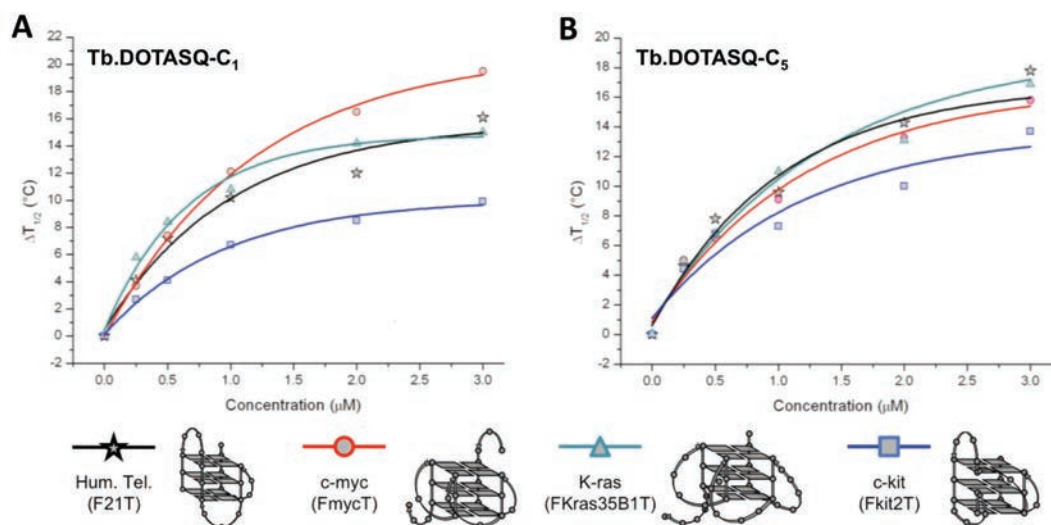 A
Tb.DOTASQ-C1
ΔT1/2 (°C)
22
20
18
16
14
12
10
8
6
4
2
0
-2
0.0 0.5 1.0 1.5 2.0 2.5 3.0
Concentration (μM)
B
Tb.DOTASQ-C5
ΔT1/2 (°C)
20
18
16
14
12
10
8
6
4
2
0
-2
0.0 0.5 1.0 1.5 2.0 2.5 3.0
Concentration (μM)
Hum. Tel.
(F21T)
c-myc
(FmycT)
K-ras
(FKras35B1T)
c-kit
(Fkit2T)